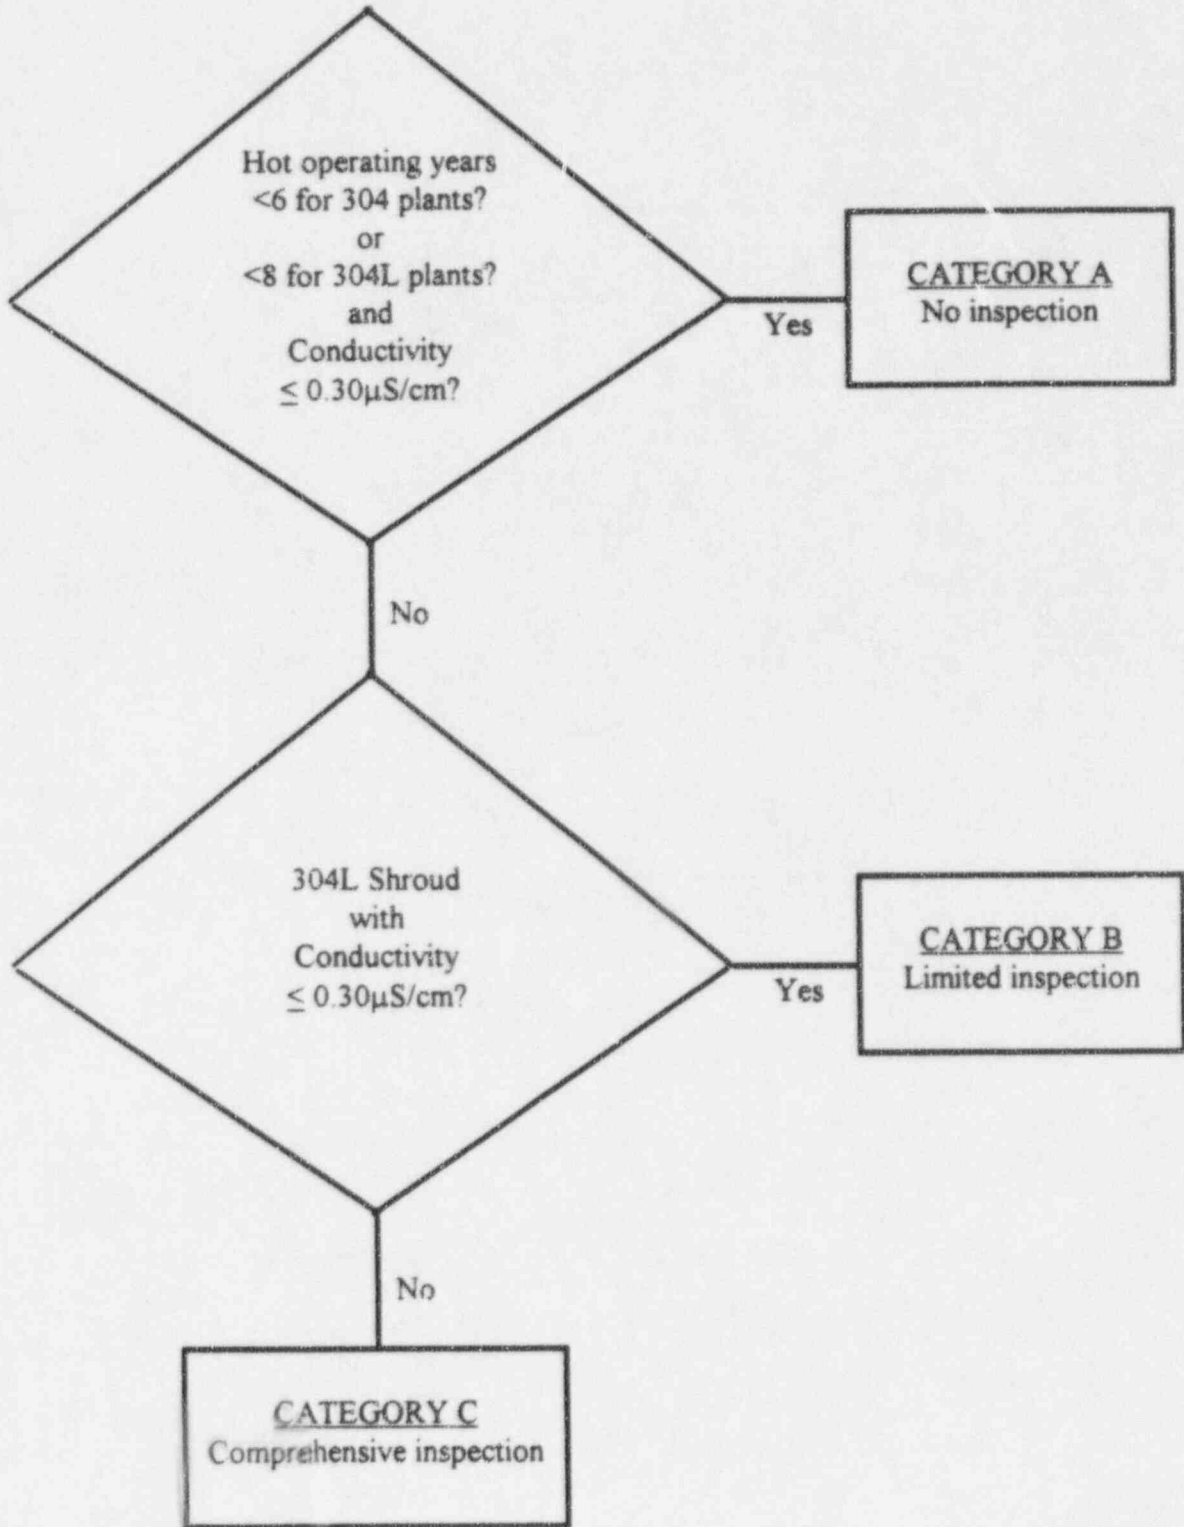 Hot operating years
<6 for 304 plants?
or
<8 for 304L plants?
and
Conductivity
≤ 0.30μS/cm?
Yes
CATEGORY A
No inspection
No
304L Shroud
with
Conductivity
≤ 0.30μS/cm?
Yes
CATEGORY B
Limited inspection
No
CATEGORY C
Comprehensive inspection